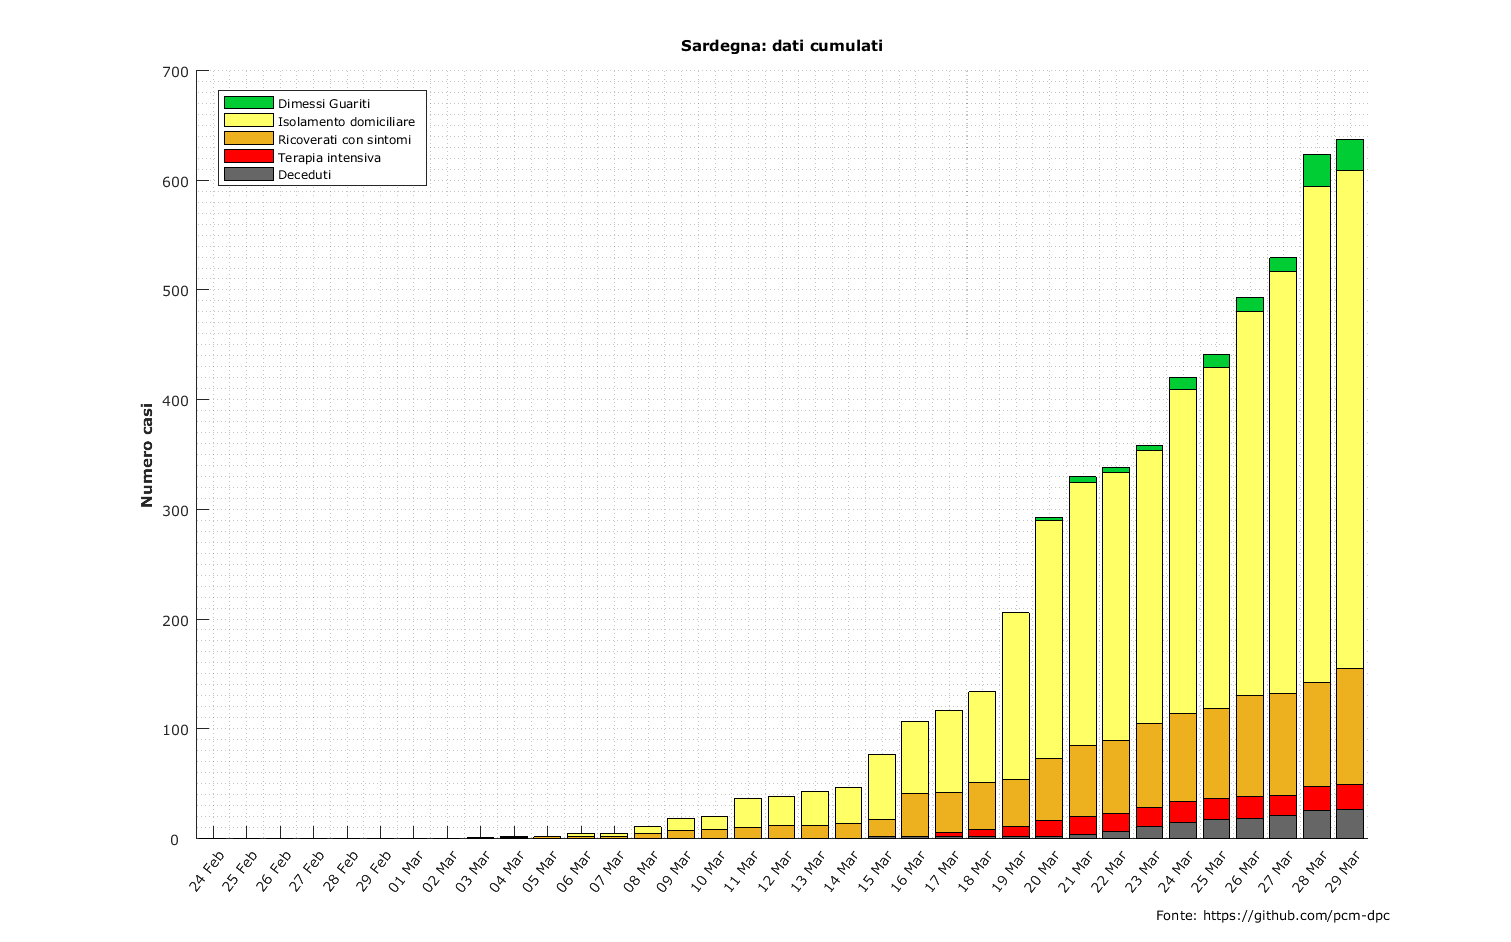 Sardegna: dati cumulati
700
600
500
400
300
200
100
0
Numero casi
Dimessi Guariti
Isolamento domiciliare
Ricoverati con sintomi
Terapia intensiva
Deceduti
24 Feb
25 Feb
26 Feb
27 Feb
28 Feb
29 Feb
01 Mar
02 Mar
03 Mar
04 Mar
05 Mar
06 Mar
07 Mar
08 Mar
09 Mar
10 Mar
11 Mar
12 Mar
13 Mar
14 Mar
15 Mar
16 Mar
17 Mar
18 Mar
19 Mar
20 Mar
21 Mar
22 Mar
23 Mar
24 Mar
25 Mar
26 Mar
27 Mar
28 Mar
29 Mar
Fonte: https://github.com/pcm-dpc